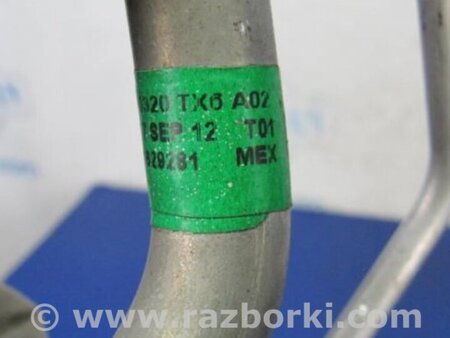 320 TX6 A02
SEP 12 T01
29281 MEX
© www.razborki.com